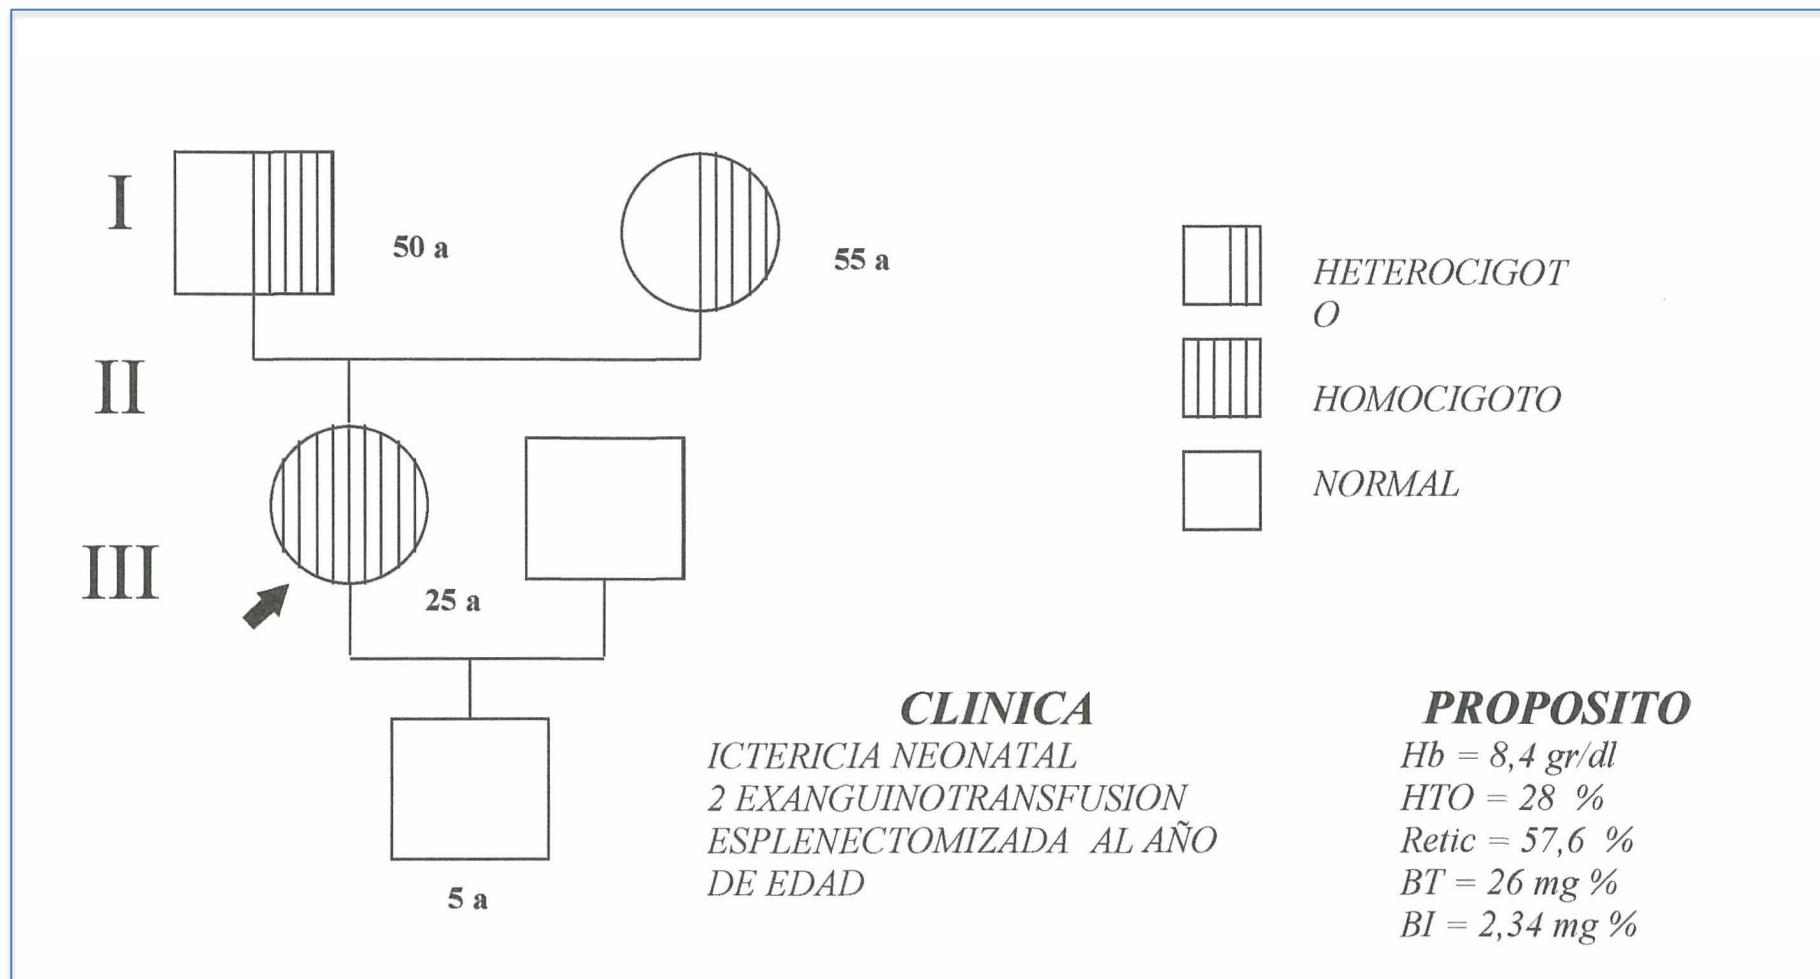 I
50 a
55 a
HETEROCIGOT
O
II
HOMOCIGOTO
NORMAL
III
25 a
5 a
CLINICA
ICTERICIA NEONATAL
2 EXANGUINOTRANSFUSION
ESPLENECTOMIZADA AL AÑO
DE EDAD
PROPOSITO
Hb = 8,4 gr/dl
HTO = 28 %
Retic = 57,6 %
BT = 26 mg %
BI = 2,34 mg %